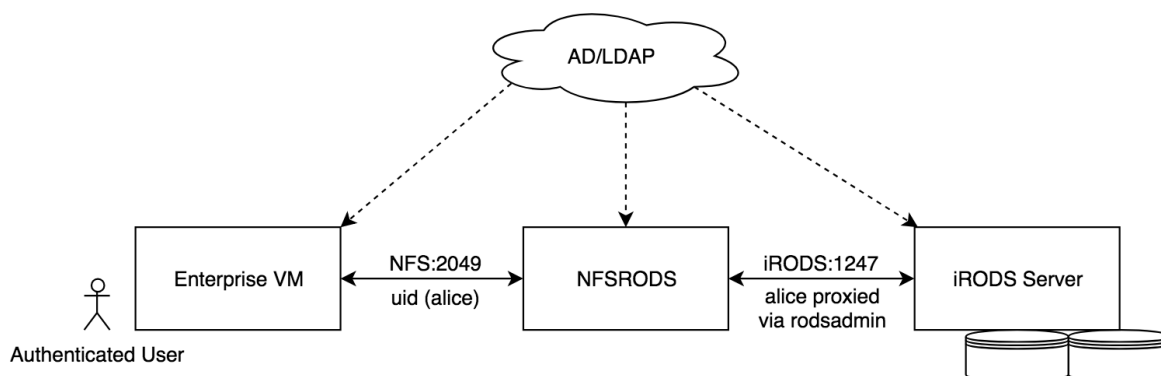 AD/LDAP
Enterprise VM
NFS:2049
uid (alice)
NFSRODS
iRODS:1247
alice proxied
via rodsadmin
iRODS Server
Authenticated User